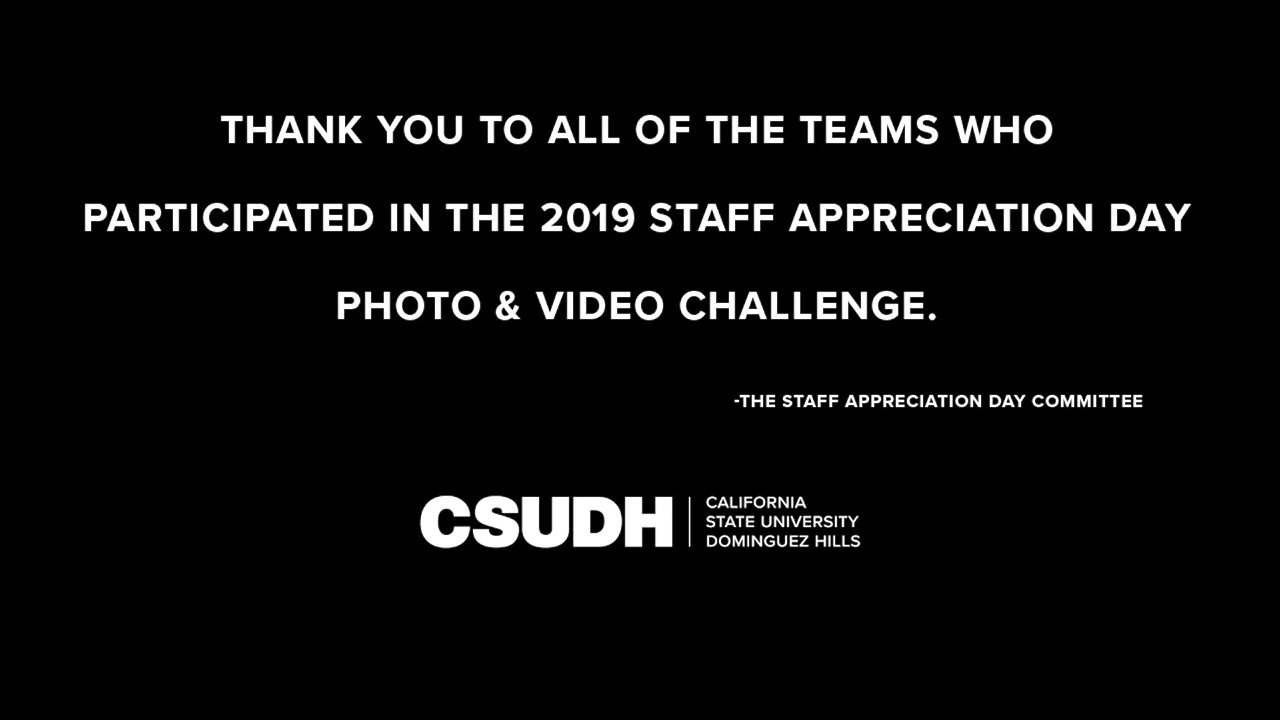 THANK YOU TO ALL OF THE TEAMS WHO
PARTICIPATED IN THE 2019 STAFF APPRECIATION DAY
PHOTO & VIDEO CHALLENGE.
-THE STAFF APPRECIATION DAY COMMITTEE
CSUDH
CALIFORNIA
STATE UNIVERSITY
DOMINGUEZ HILLS